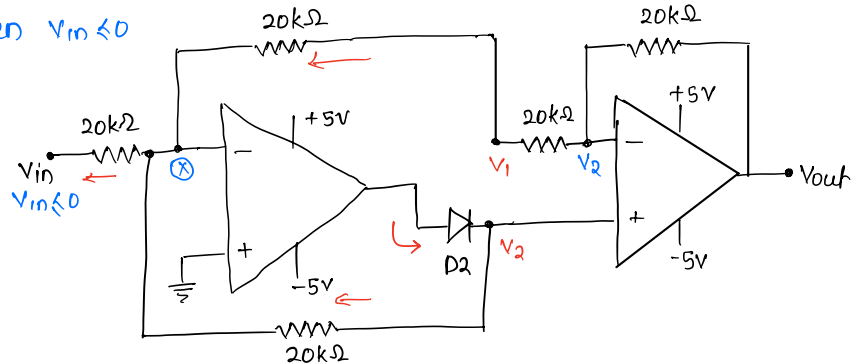 en Vin ≤0
20kΩ
20kΩ
20kΩ
+5V
20kΩ
+5V
−
x
Vin
Vin≤0
V1
V2
−
Vout
+
+
D2
V2
−5V
−5V
20kΩ